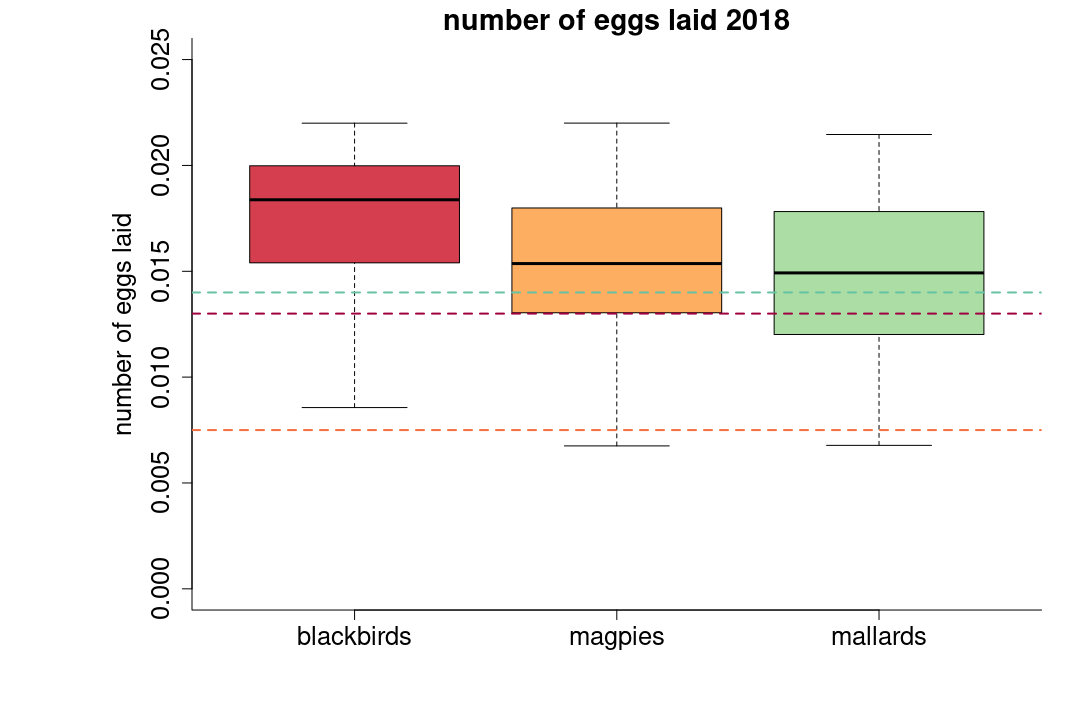 number of eggs laid 2018
number of eggs laid
0.025
0.020
0.015
0.010
0.005
0.000
blackbirds
magpies
mallards